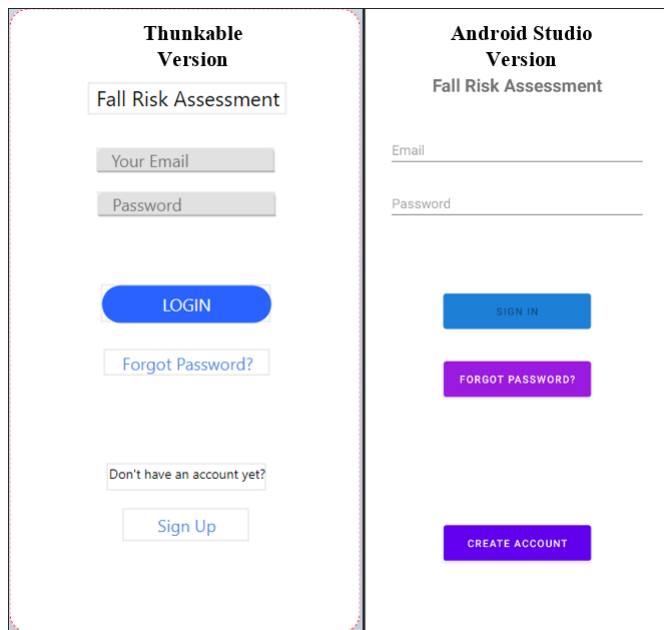 Thunkable
Version
Fall Risk Assessment
Your Email
Password
LOGIN
Forgot Password?
Don't have an account yet?
Sign Up
Android Studio
Version
Fall Risk Assessment
Email
Password
SIGN IN
FORGOT PASSWORD?
CREATE ACCOUNT